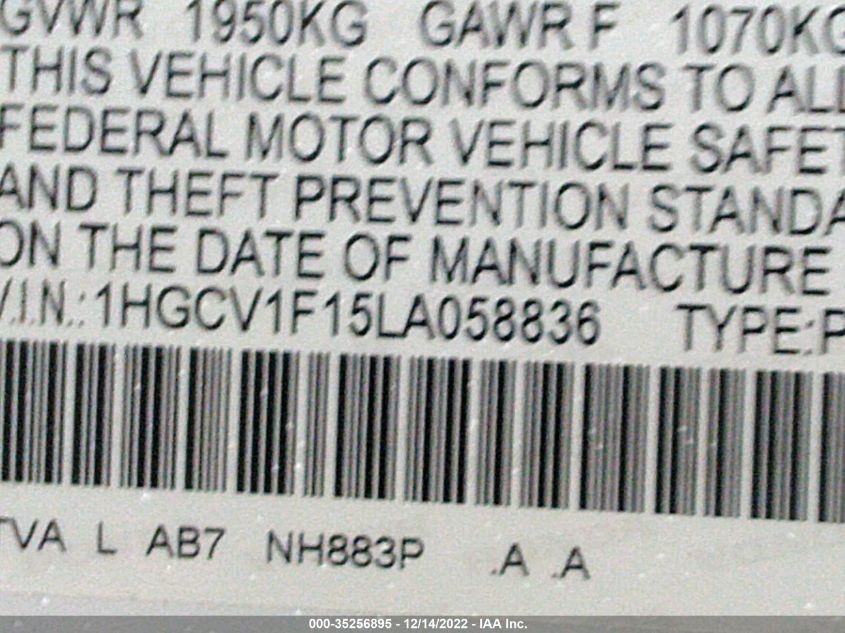 GVWR 1950KG GAWR F 1070KG
THIS VEHICLE CONFORMS TO ALL
FEDERAL MOTOR VEHICLE SAFET
AND THEFT PREVENTION STANDA
ON THE DATE OF MANUFACTURE
V.I.N.:1HGCV1F15LA058836 TYPE:P
TVA L AB7 NH883P .A .A
000-35256895 - 12/14/2022 - IAA Inc.